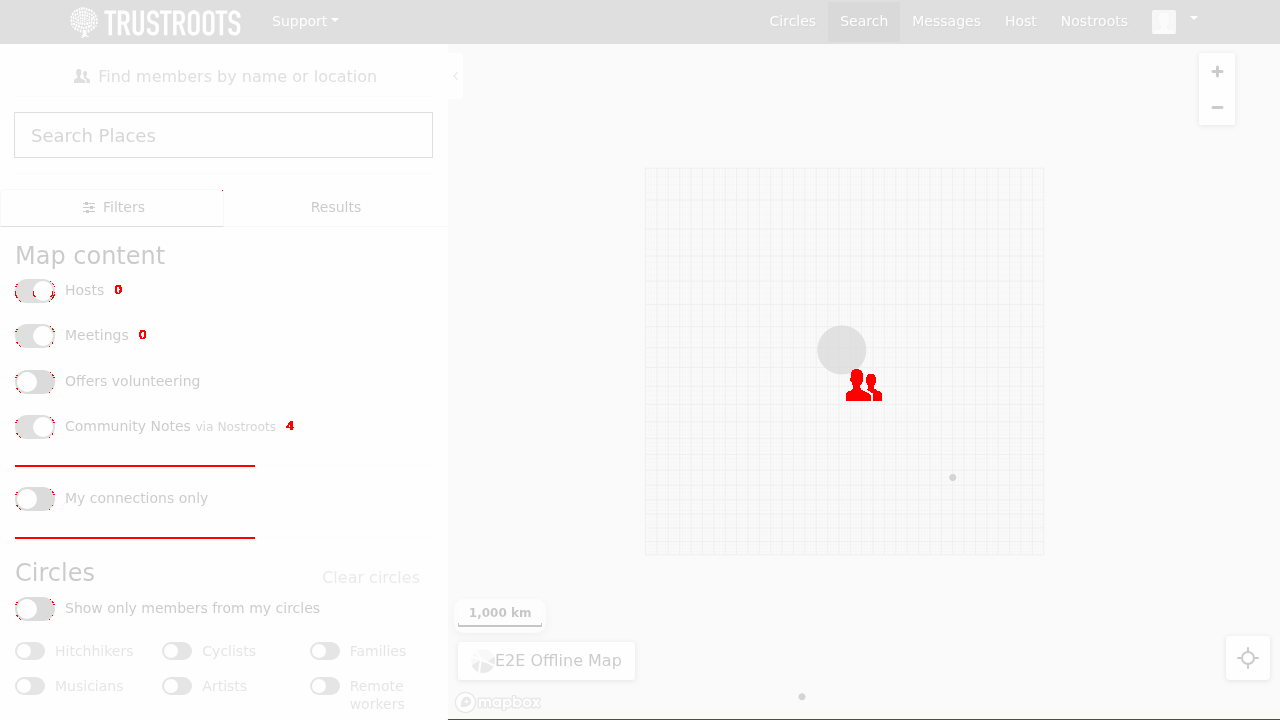 TRUSTROOTS
Support
Circles
Search
Messages
Host
Nostroots
Find members by name or location
Search Places
Filters
Results
Map content
Hosts 0
Meetings 0
Offers volunteering
Community Notes via Nostroots 4
My connections only
Circles
Clear circles
Show only members from my circles
Hitchhikers
Cyclists
Families
Musicians
Artists
Remote
workers
1,000 km
E2E Offline Map
mapbox